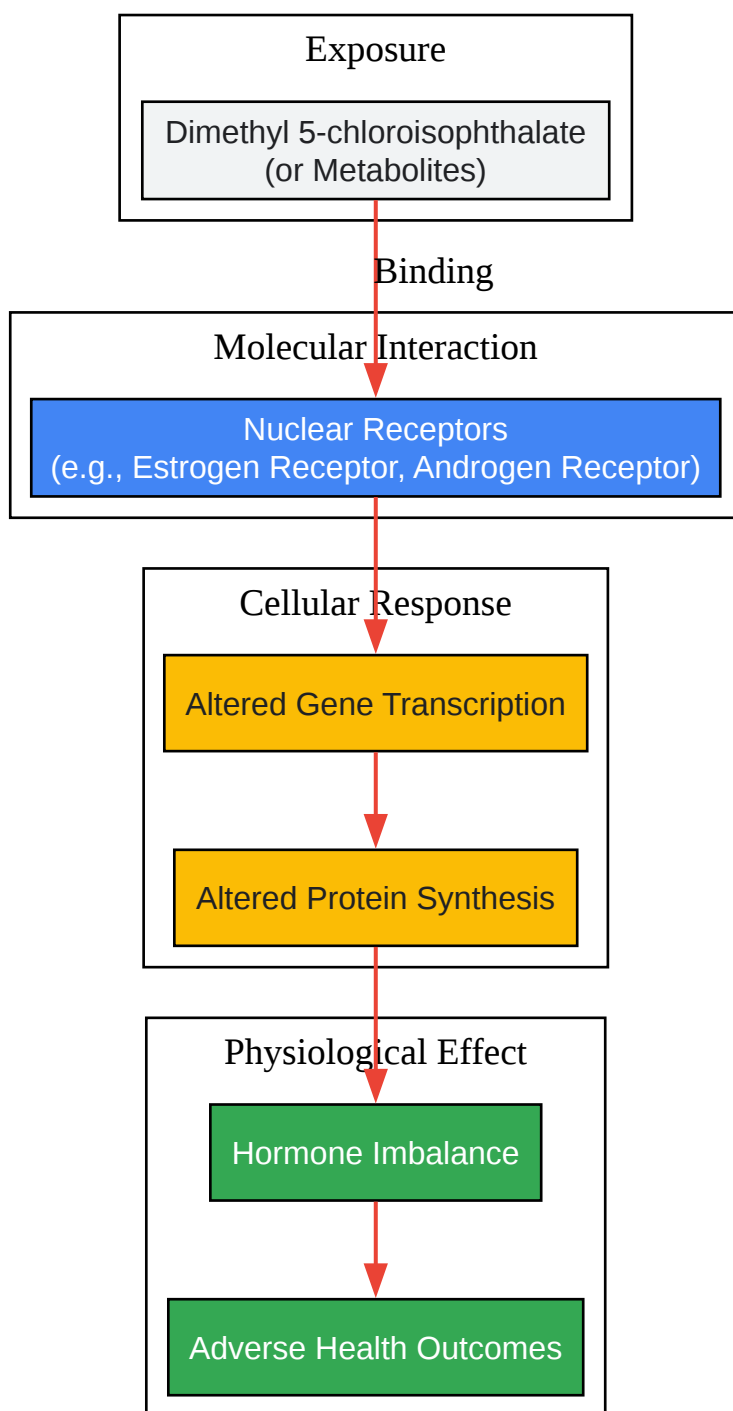 Exposure
Dimethyl 5-chloroisophthalate
(or Metabolites)
Binding
Molecular Interaction
Nuclear Receptors
(e.g., Estrogen Receptor, Androgen Receptor)
Cellular Response
Altered Gene Transcription
Altered Protein Synthesis
Physiological Effect
Hormone Imbalance
Adverse Health Outcomes